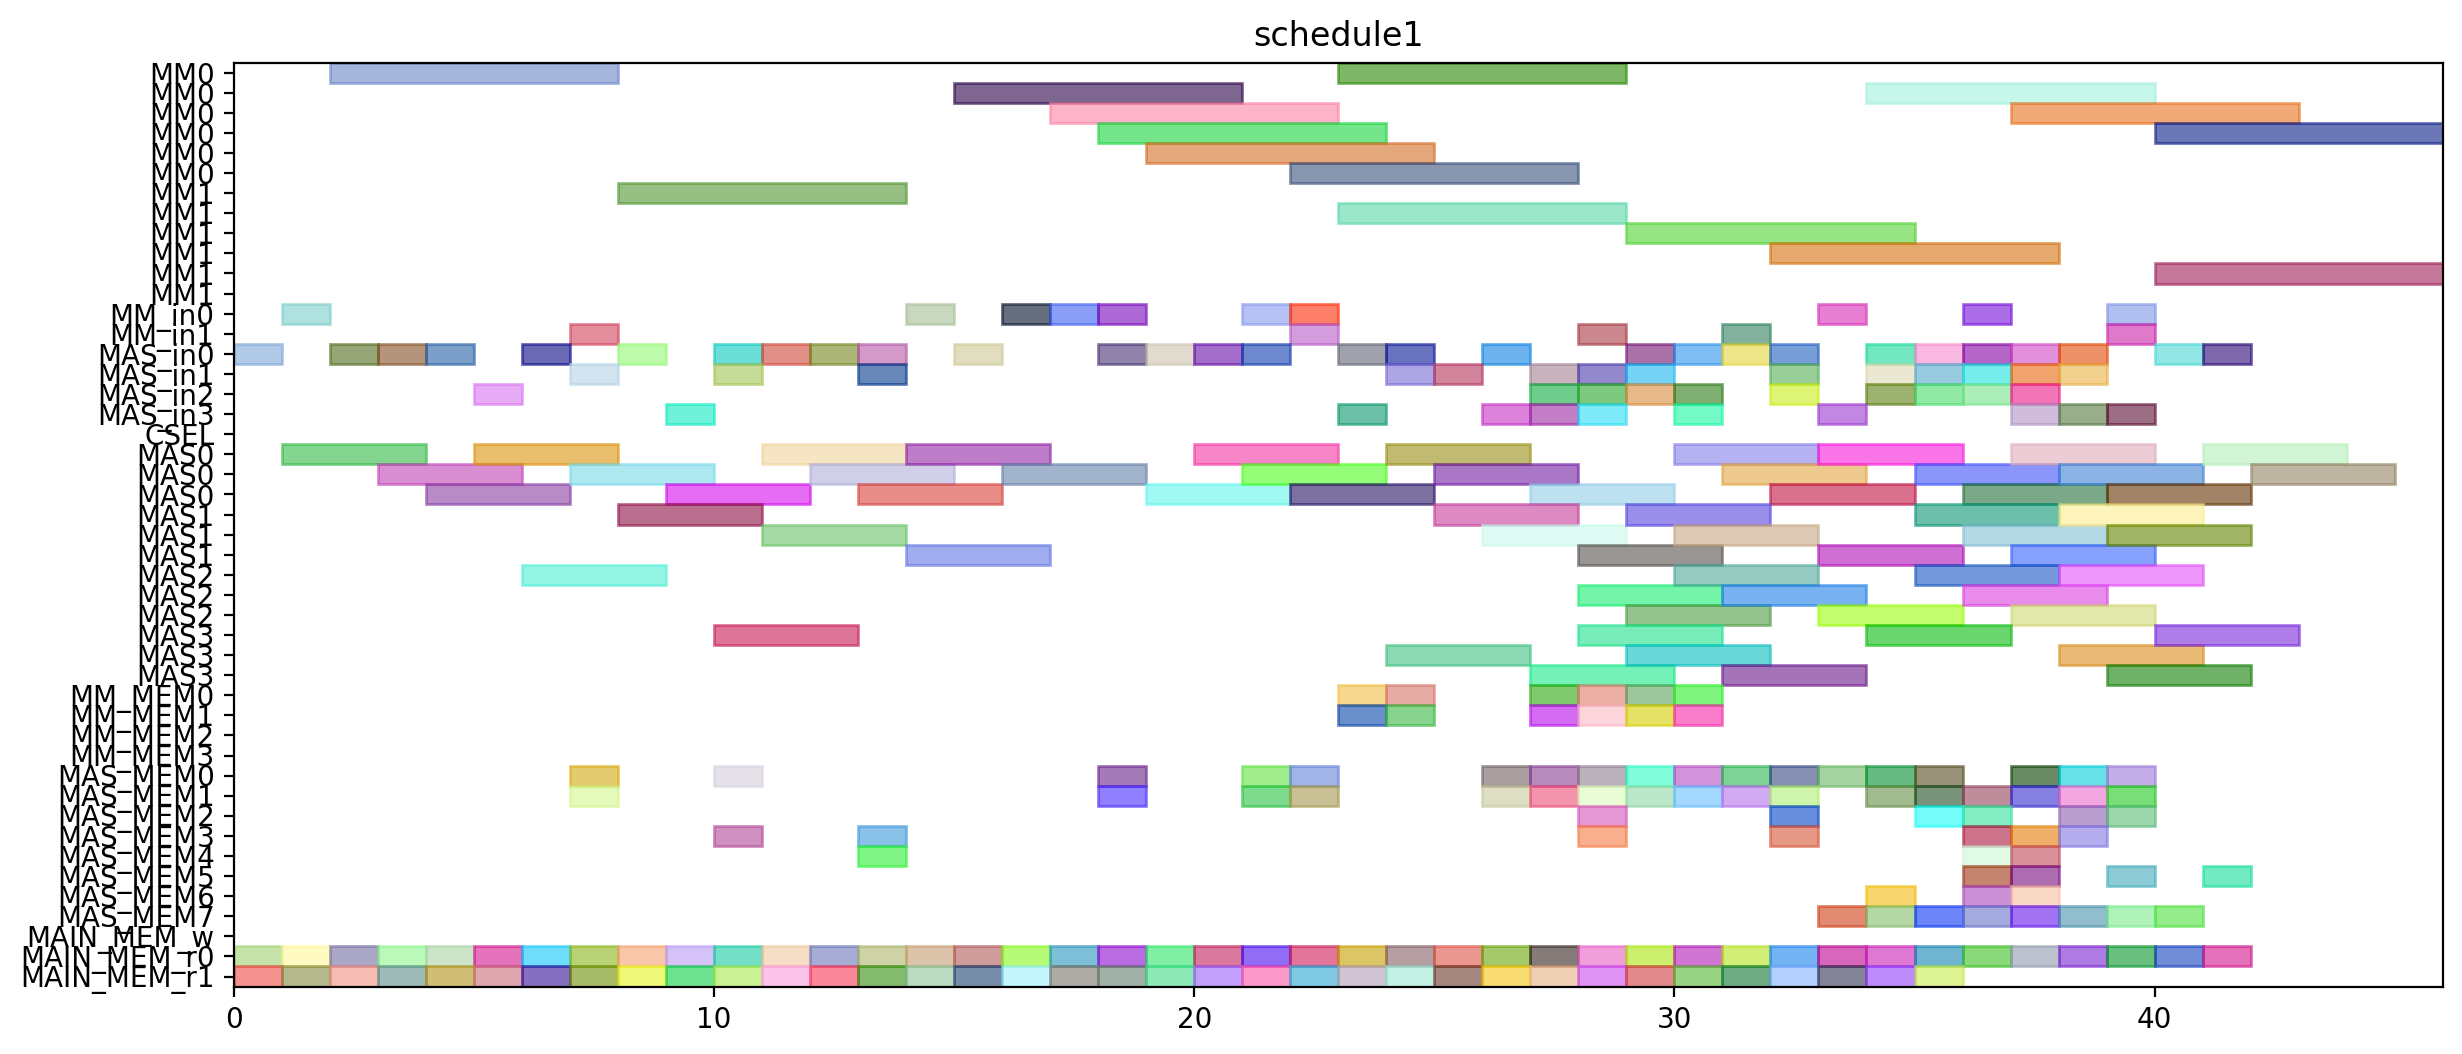 schedule1
MM0
MM0
MM0
MM0
MM0
MM0
MM1
MM1
MM1
MM1
MM1
MM1
MM_in0
MM_in1
MAS_in0
MAS_in1
MAS_in2
MAS_in3
CSEL
MAS0
MAS0
MAS0
MAS1
MAS1
MAS1
MAS2
MAS2
MAS2
MAS3
MAS3
MAS3
MM_MEM0
MM_MEM1
MM_MEM2
MM_MEM3
MAS_MEM0
MAS_MEM1
MAS_MEM2
MAS_MEM3
MAS_MEM4
MAS_MEM5
MAS_MEM6
MAS_MEM7
MAIN_MEM_w
MAIN_MEM_r0
MAIN_MEM_r1
0 10 20 30 40